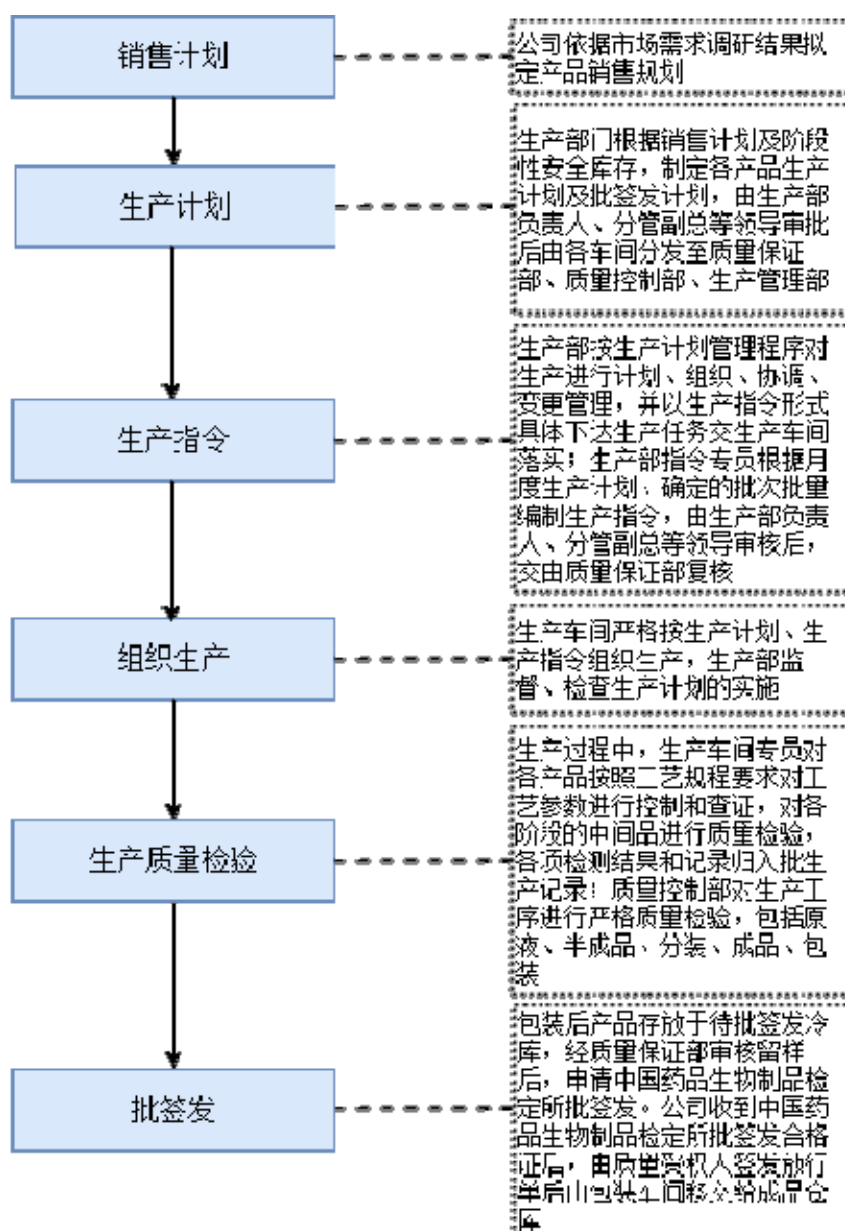 销售计划
公司依据市场需求调研结果拟
定产品销售规划
生产计划
生产部门根据销售计划及阶段
性安全库存，制定各产品生产
计划及批签发计划，由生产部
负责人、分管副总等领导审批
后由各车间分发至质量保证
部、质量控制部、生产管理部
生产指令
生产部按生产计划管理程序对
生产进行计划、组织、协调、
变更管理，并以生产指令形式
具体下达生产任务交生产车间
落实；生产部指令专员根据月
度生产计划、确定的批次批量
编制生产指令，由生产部负责
人、分管副总等领导审核后，
交由质量保证部复核
组织生产
生产车间严格按生产计划、生
产指令组织生产，生产部监
督、检查生产计划的实施
生产质量检验
生产过程中，生产车间专员对
各产品按照工艺规程要求对工
艺参数进行控制和查证，对各
阶段的中间品进行质量检验，
各项检测结果和记录归入批生
产记录；质量控制部对生产工
序进行严格质量检验，包括原
液、半成品、分装、成品、包
装
批签发
包装后产品存放于待批签发冷
库，经质量保证部审核留样
后，申请中国药品生物制品检
定所批签发。公司收到中国药
品生物制品检定所批签发合格
证后，由质量受权人签发放行
单后由包装车间移交给成品仓
库